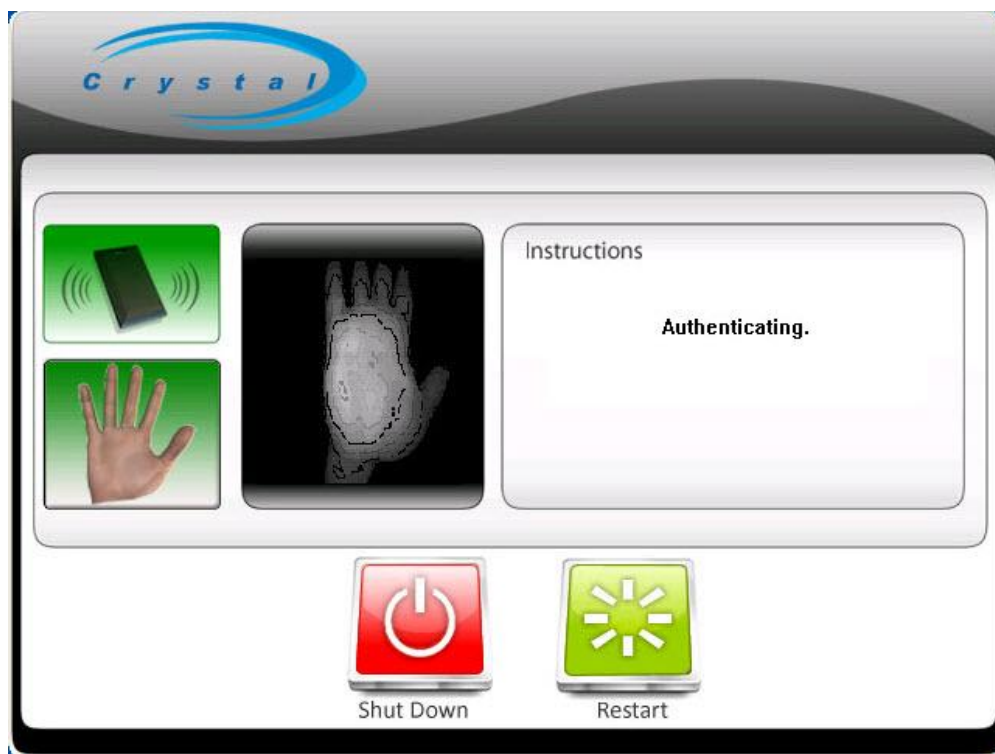 Crystal
Instructions
Authenticating.
Shut Down
Restart